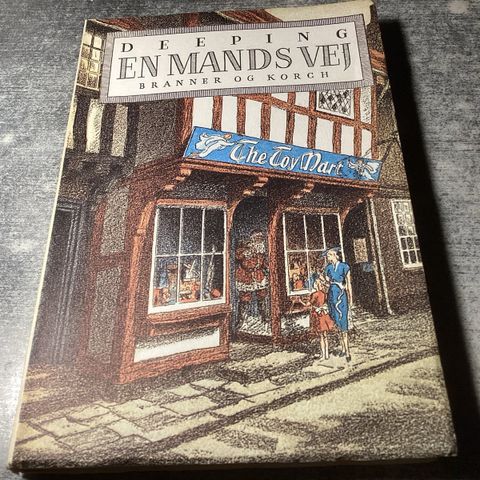 DEEPING
EN MANDS VEJ
BRANNER OG KORCH
The Toy Mart